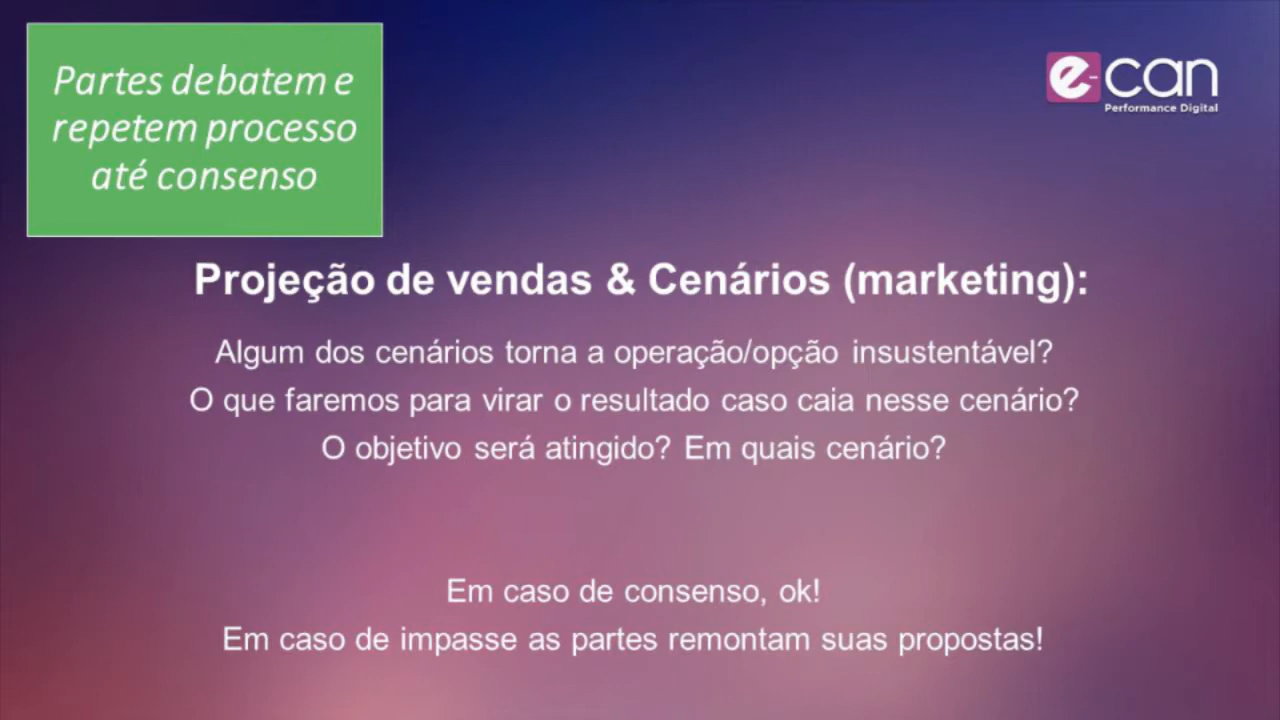 Partes debatem e
repetem processo
até consenso
e-can
Performance Digital
Projeção de vendas & Cenários (marketing):
Algum dos cenários torna a operação/opção insustentável?
O que faremos para virar o resultado caso caia nesse cenário?
O objetivo será atingido? Em quais cenário?
Em caso de consenso, ok!
Em caso de impasse as partes remontam suas propostas!